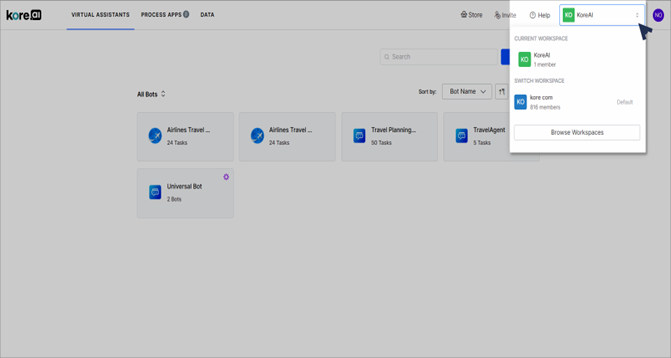 kore.ai
VIRTUAL ASSISTANTS
PROCESS APPS
DATA
Store
Invite
Help
KO
KoreAI
NO
CURRENT WORKSPACE
KO
KoreAI
1 member
SWITCH WORKSPACE
KO
kore com
816 members
Default
Browse Workspaces
Search
All Bots
Sort by:
Bot Name
Airlines Travel ...
24 Tasks
Airlines Travel ...
24 Tasks
Travel Planning...
50 Tasks
TravelAgent
5 Tasks
Universal Bot
2 Bots